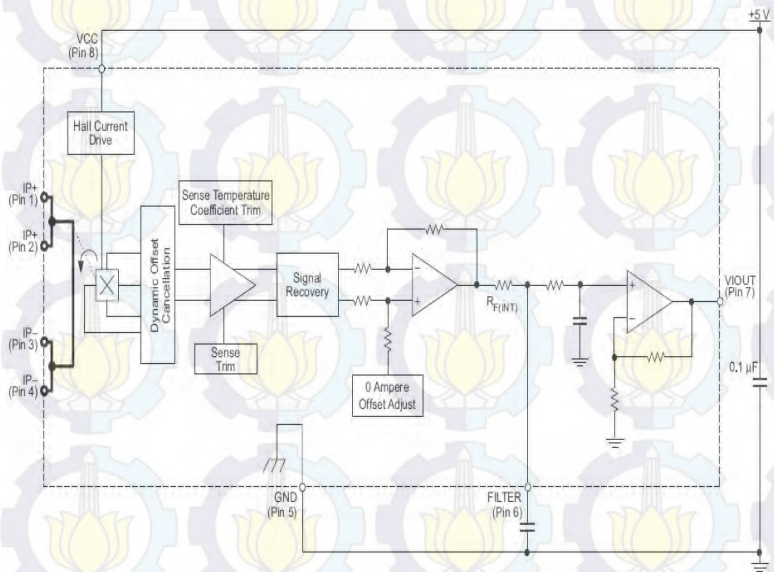 +5 V
VCC
(Pin 8)
Hall Current
Drive
IP+
(Pin 1)
IP+
(Pin 2)
IP−
(Pin 3)
IP−
(Pin 4)
Dynamic Offset
Cancellation
Sense Temperature
Coefficient Trim
Sense
Trim
Signal
Recovery
0 Ampere
Offset Adjust
−
+
RF(INT)
+
−
VIOUT
(Pin 7)
0.1 µF
GND
(Pin 5)
FILTER
(Pin 6)